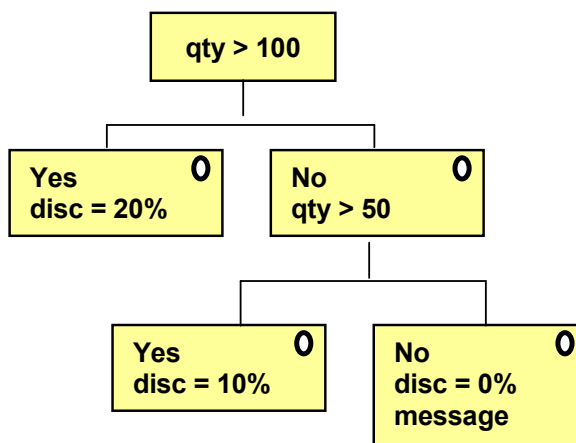 qty > 100
Yes
disc = 20%
No
qty > 50
Yes
disc = 10%
No
disc = 0%
message